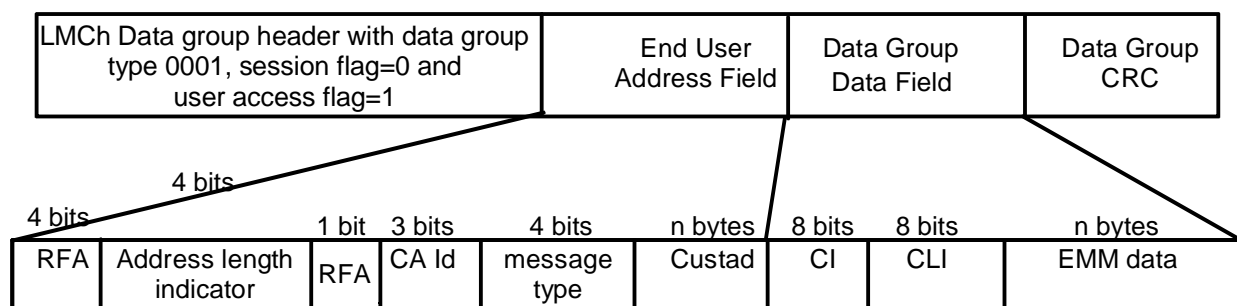 LMCh Data group header with data group
type 0001, session flag=0 and
user access flag=1
End User
Address Field
Data Group
Data Field
Data Group
CRC
4 bits
4 bits
1 bit
3 bits
4 bits
n bytes
8 bits
8 bits
n bytes
RFA
Address length
indicator
RFA
CA Id
message
type
Custad
CI
CLI
EMM data